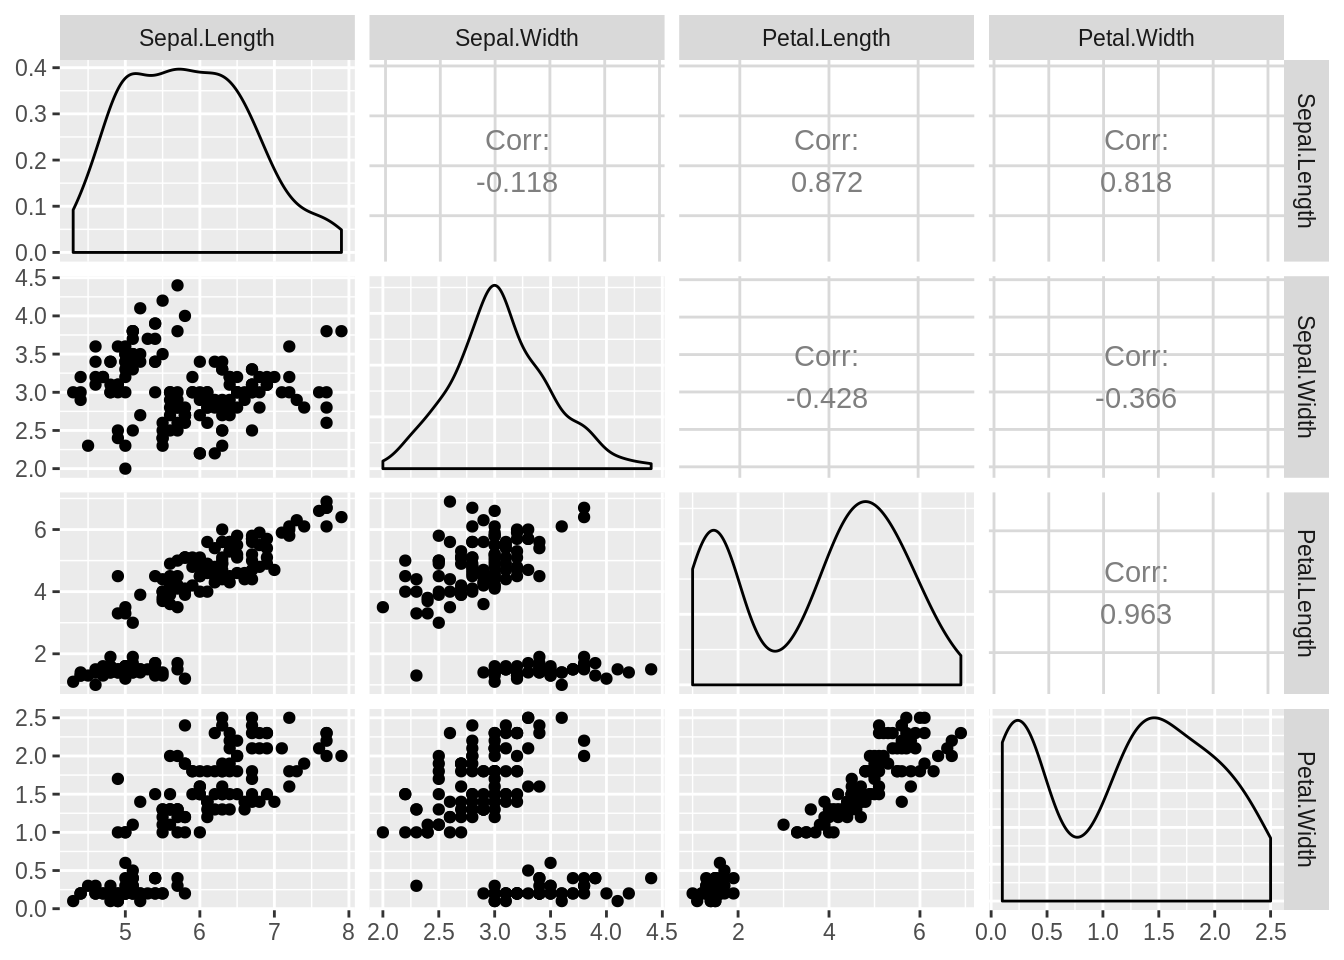 Sepal.Length Sepal.Width Petal.Length Petal.Width
0.4
0.3
0.2
0.1
0.0
Corr:
-0.118
Corr:
0.872
Corr:
0.818
Sepal.Length
4.5
4.0
3.5
3.0
2.5
2.0
Corr:
-0.428
Corr:
-0.366
Sepal.Width
6
4
2
Corr:
0.963
Petal.Length
2.5
2.0
1.5
1.0
0.5
0.0
Petal.Width
5 6 7 8 2.0 2.5 3.0 3.5 4.0 4.5 2 4 6 0.0 0.5 1.0 1.5 2.0 2.5